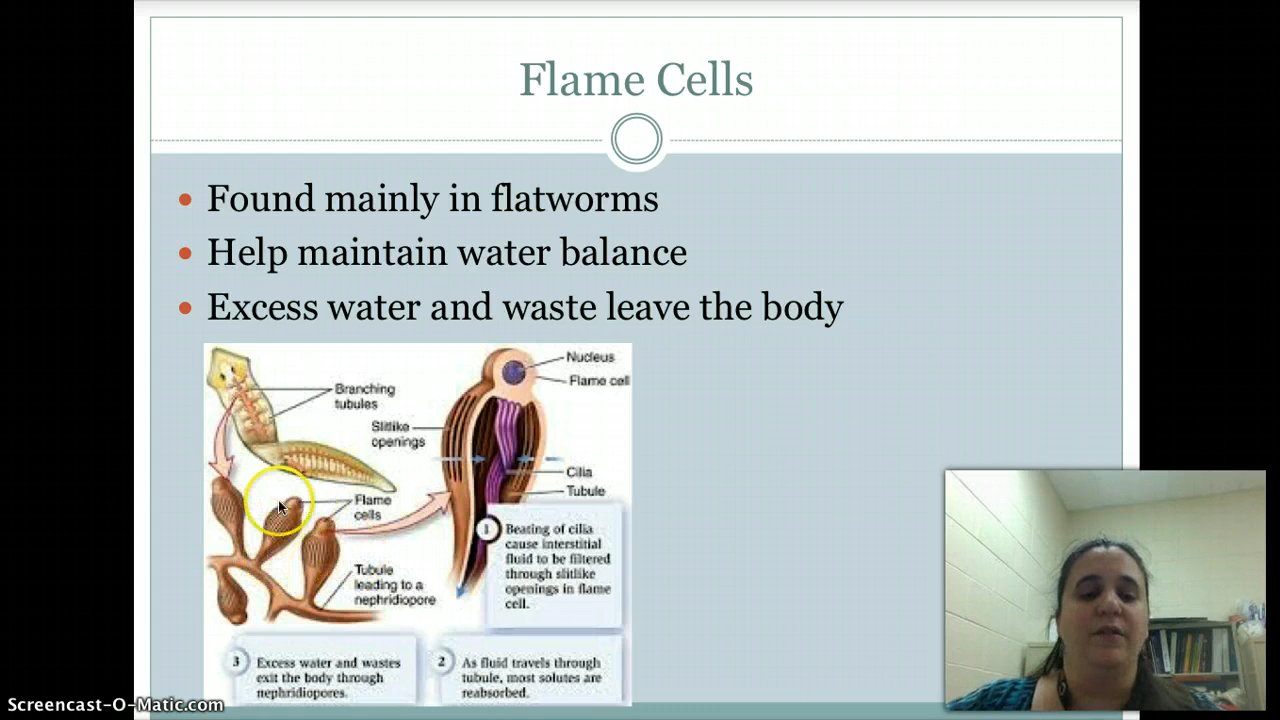 Flame Cells
Found mainly in flatworms
Help maintain water balance
Excess water and waste leave the body
Nucleus
Flame cell
Branching
tubules
Slitlike
openings
Cilia
Tubule
Flame
cells
Tubule
leading to a
nephridiopore
1 Beating of cilia
cause interstitial
fluid to be filtered
through slitlike
openings in flame
cell.
3 Excess water and wastes
exit the body through
nephridiopores.
2 As fluid travels through
tubule, most solutes are
reabsorbed.
Screencast-O-Matic.com